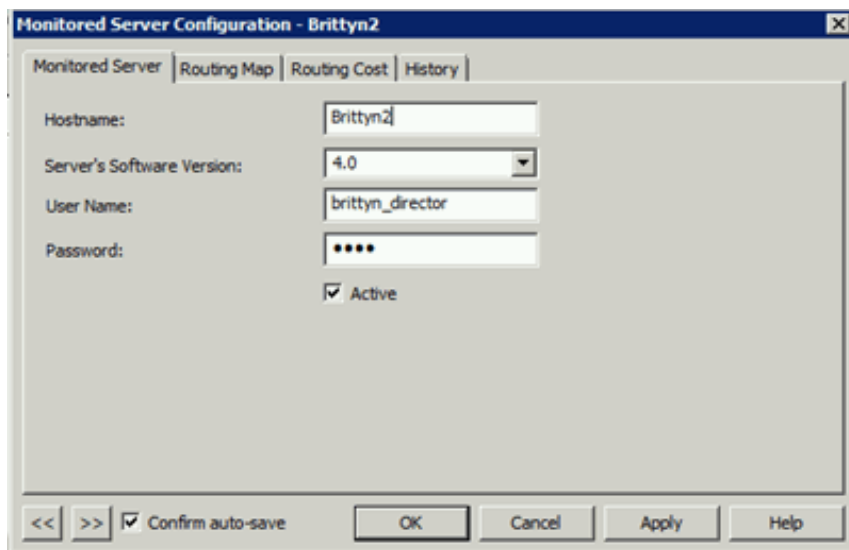 Monitored Server Configuration - Brittyn2
Monitored Server Routing Map Routing Cost History
Hostname: Brittyn2
Server's Software Version: 4.0
User Name: brittyn_director
Password: ••••
Active
<< >> Confirm auto-save OK Cancel Apply Help